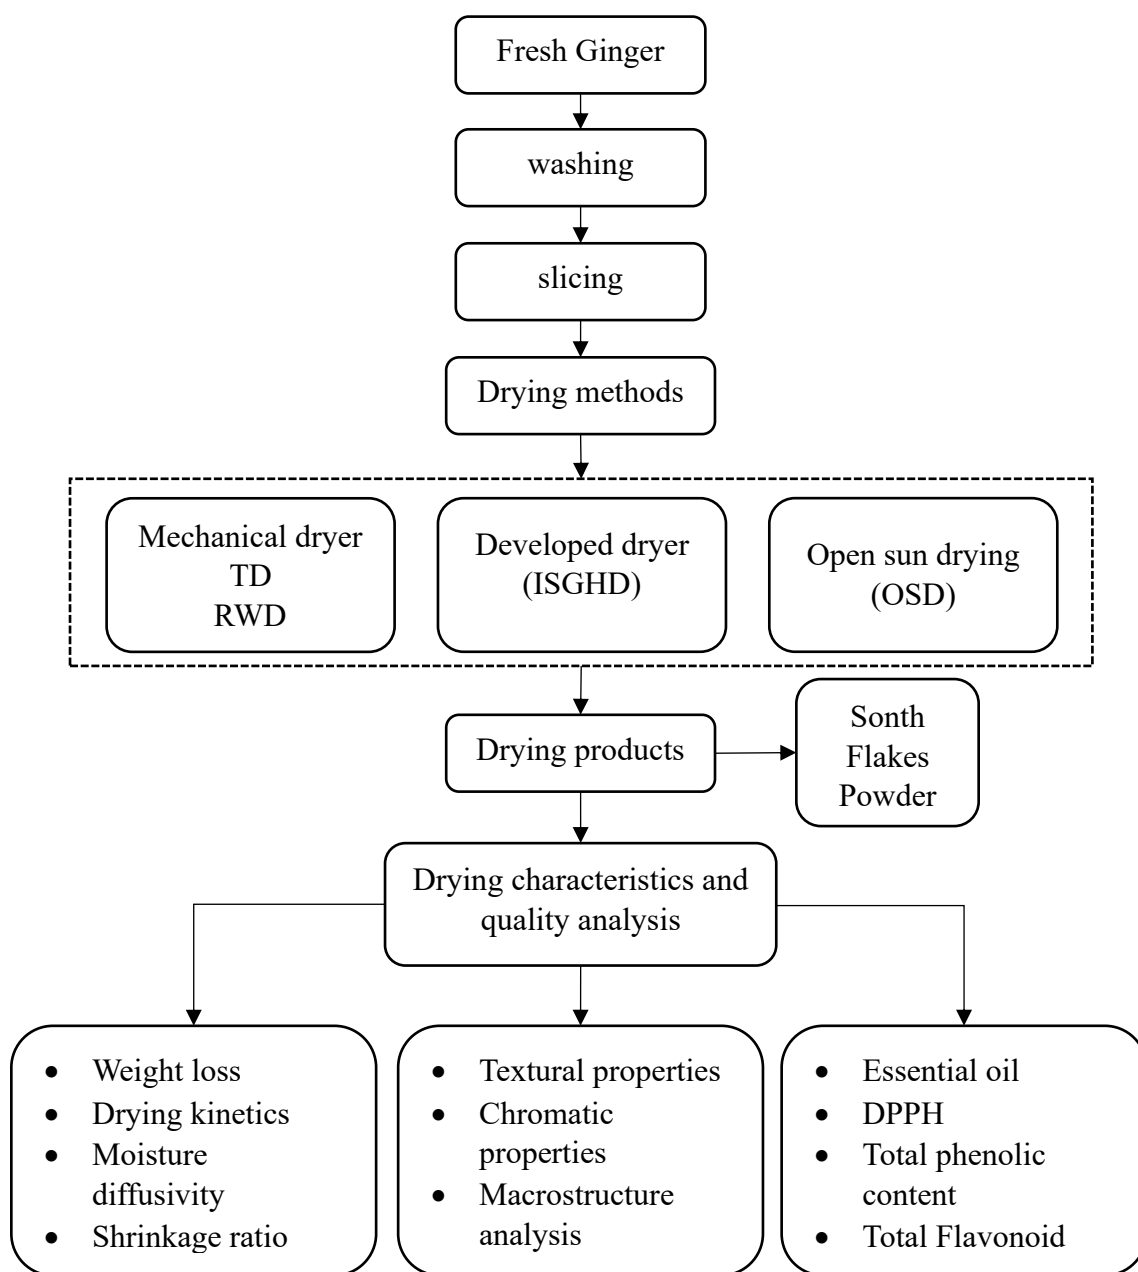 Fresh Ginger
washing
slicing
Drying methods
Mechanical dryer
TD
RWD
Developed dryer
(ISGHD)
Open sun drying
(OSD)
Drying products
Sonth
Flakes
Powder
Drying characteristics and
quality analysis
• Weight loss
• Drying kinetics
• Moisture
diffusivity
• Shrinkage ratio
• Textural properties
• Chromatic
properties
• Macrostructure
analysis
• Essential oil
• DPPH
• Total phenolic
content
• Total Flavonoid